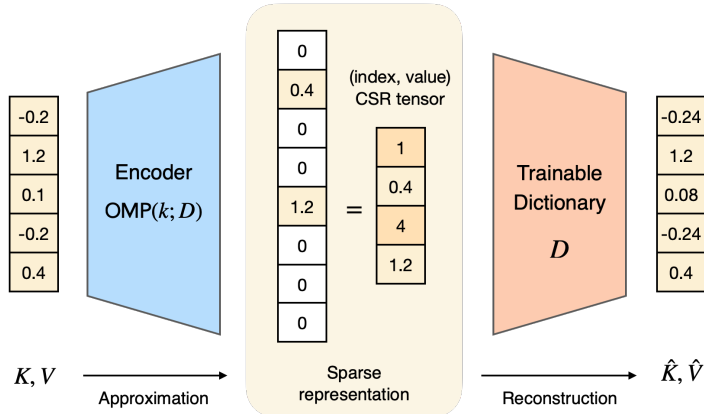 -0.2
1.2
0.1
-0.2
0.4
K, V
Encoder
OMP(k; D)
Approximation
0
0.4
0
0
1.2
0
0
0
=
(index, value)
CSR tensor
1
0.4
4
1.2
Sparse
representation
Trainable
Dictionary
D
Reconstruction
-0.24
1.2
0.08
-0.24
0.4
K̂, V̂